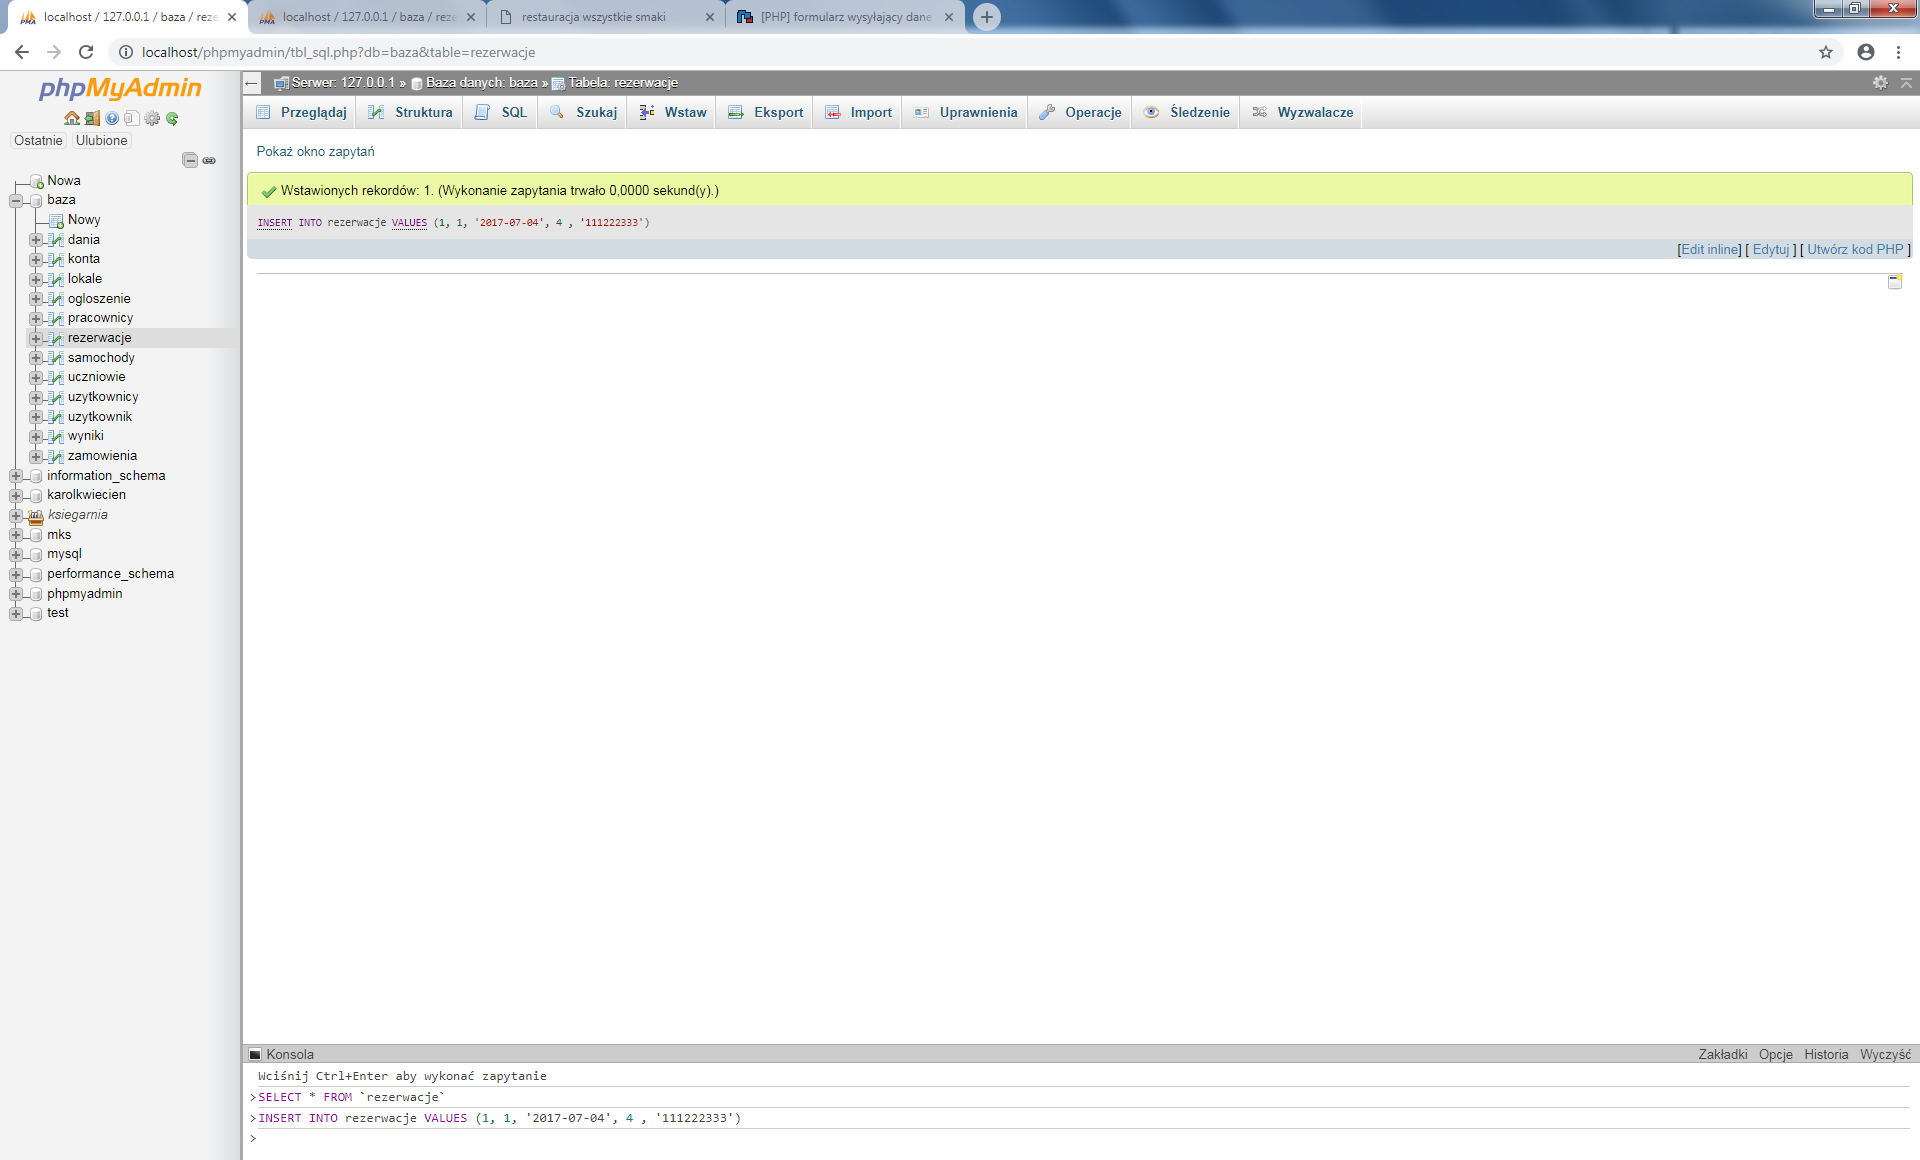 localhost / 127.0.0.1 / baza / reze
localhost / 127.0.0.1 / baza / reze
restauracja wszystkie smaki
[PHP] formularz wysyłający dane
localhost/phpmyadmin/tbl_sql.php?db=baza&table=rezerwacje
phpMyAdmin
Ostatnie Ulubione
Nowa
baza
Nowy
dania
konta
lokale
ogloszenie
pracownicy
rezerwacje
samochody
uczniowie
uzytkownicy
uzytkownik
wyniki
zamowienia
information_schema
karolkwiecien
ksiegarnia
mks
mysql
performance_schema
phpmyadmin
test
Serwer: 127.0.0.1 » Baza danych: baza » Tabela: rezerwacje
Przeglądaj Struktura SQL Szukaj Wstaw Eksport Import Uprawnienia Operacje Śledzenie Wyzwalacze
Pokaż okno zapytań
Wstawionych rekordów: 1. (Wykonanie zapytania trwało 0,0000 sekund(y).)
INSERT INTO rezerwacje VALUES (1, 1, '2017-07-04', 4 , '111222333')
[Edit inline] [ Edytuj ] [ Utwórz kod PHP ]
Konsola
Zakładki Opcje Historia Wyczyść
Wciśnij Ctrl+Enter aby wykonać zapytanie
>SELECT * FROM `rezerwacje`
>INSERT INTO rezerwacje VALUES (1, 1, '2017-07-04', 4 , '111222333')
>